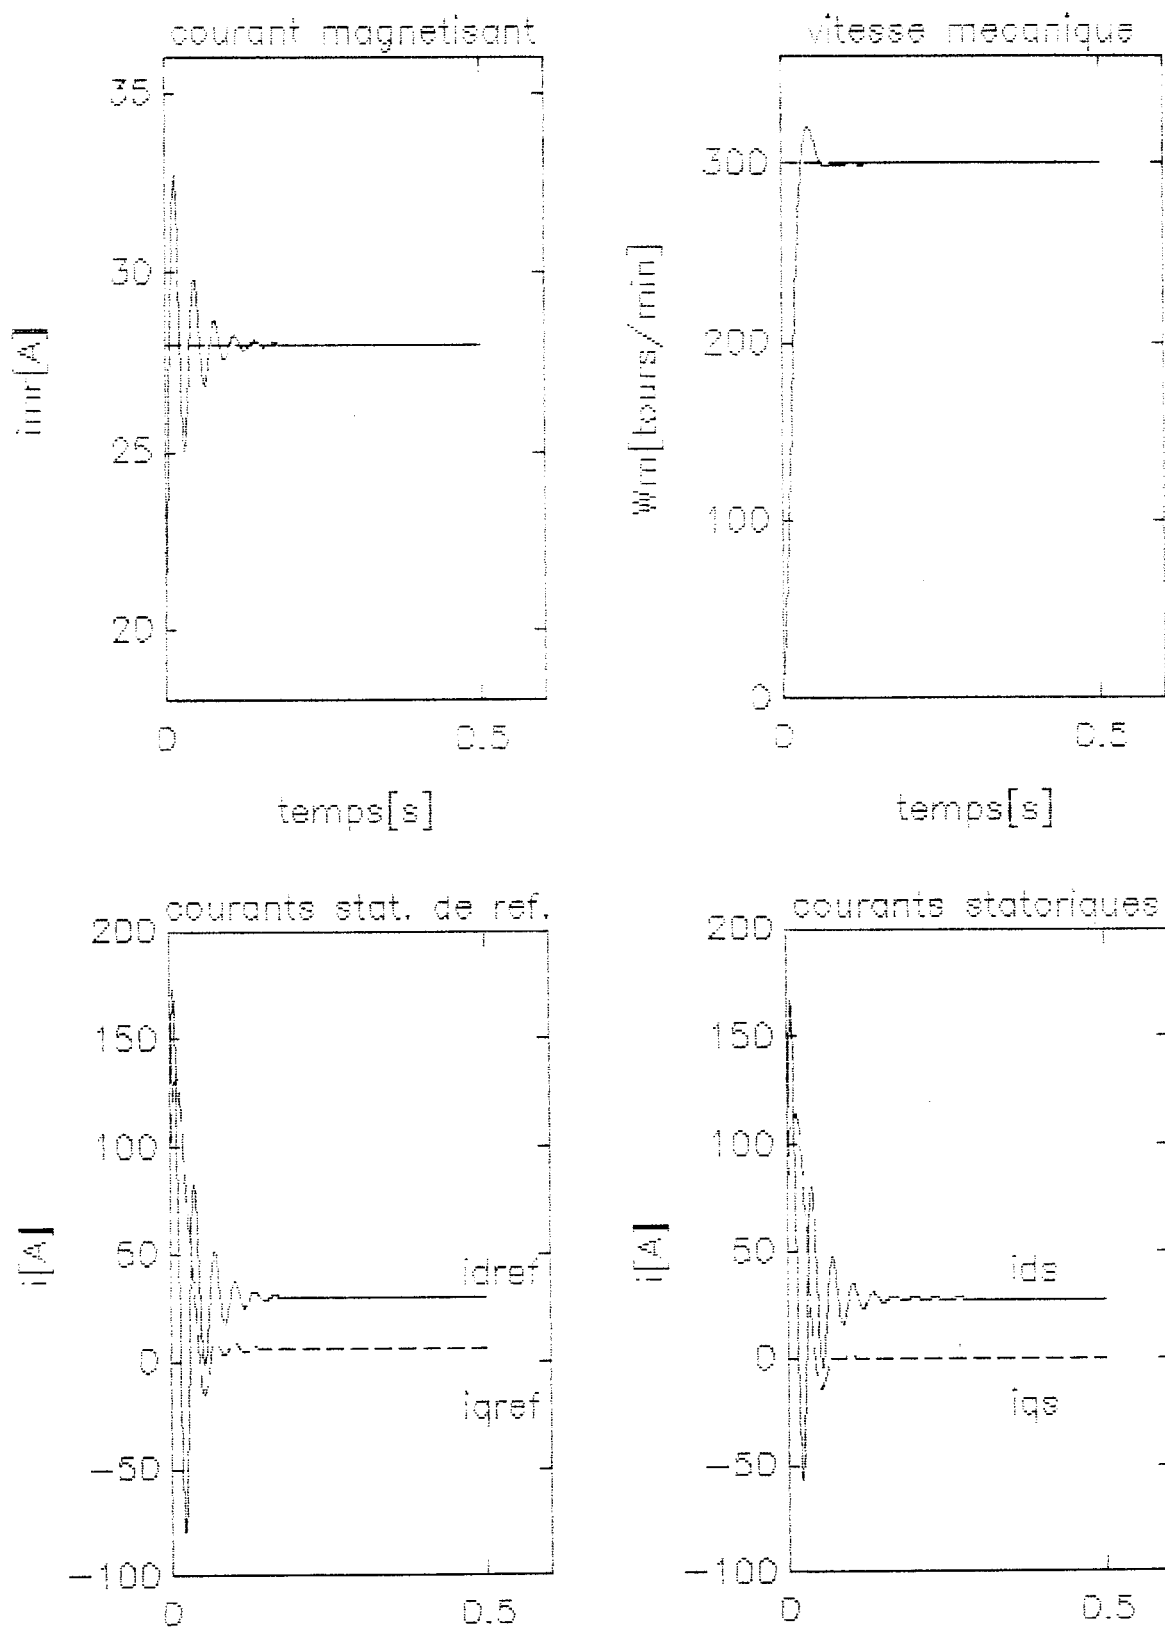 courant magnetisant
35
30
25
20
imr[A]
0
0.5
temps[s]
vitesse mecanique
300
200
100
0
Wm[tours/min]
0
0.5
temps[s]
courants stat. de ref.
200
150
100
50
0
-50
-100
i[A]
idref
iqref
0
0.5
courants statoriques
200
150
100
50
0
-50
-100
i[A]
ids
iqs
0
0.5